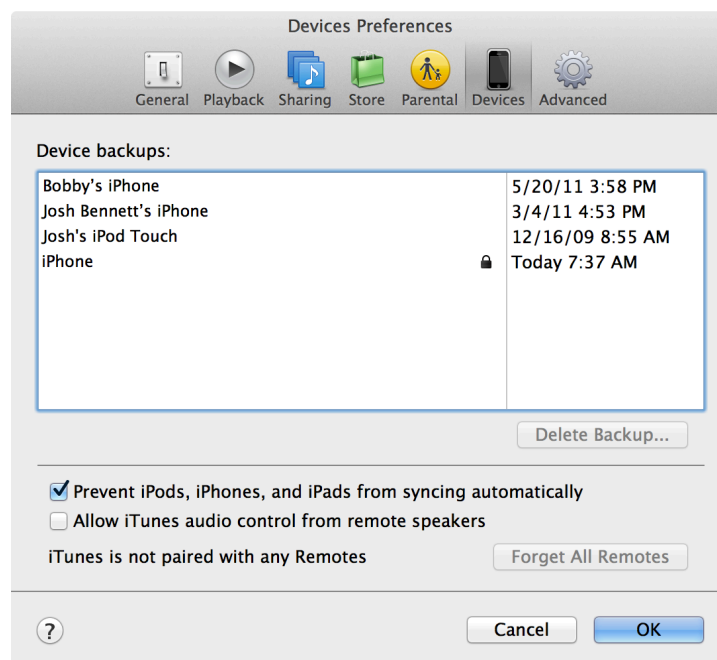 Devices Preferences
General Playback Sharing Store Parental Devices Advanced
Device backups:
Bobby’s iPhone 5/20/11 3:58 PM
Josh Bennett’s iPhone 3/4/11 4:53 PM
Josh's iPod Touch 12/16/09 8:55 AM
iPhone Today 7:37 AM
Delete Backup...
Prevent iPods, iPhones, and iPads from syncing automatically
Allow iTunes audio control from remote speakers
iTunes is not paired with any Remotes Forget All Remotes
? Cancel OK